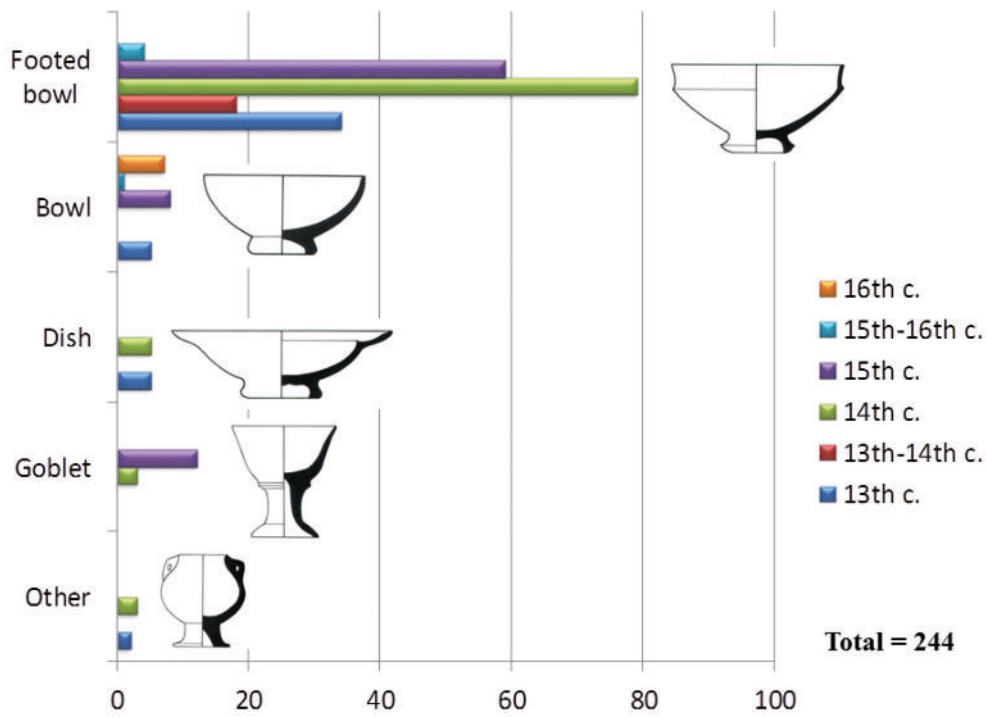 Footed
bowl
Bowl
Dish
Goblet
Other
0 20 40 60 80 100
16th c.
15th-16th c.
15th c.
14th c.
13th-14th c.
13th c.
Total = 244